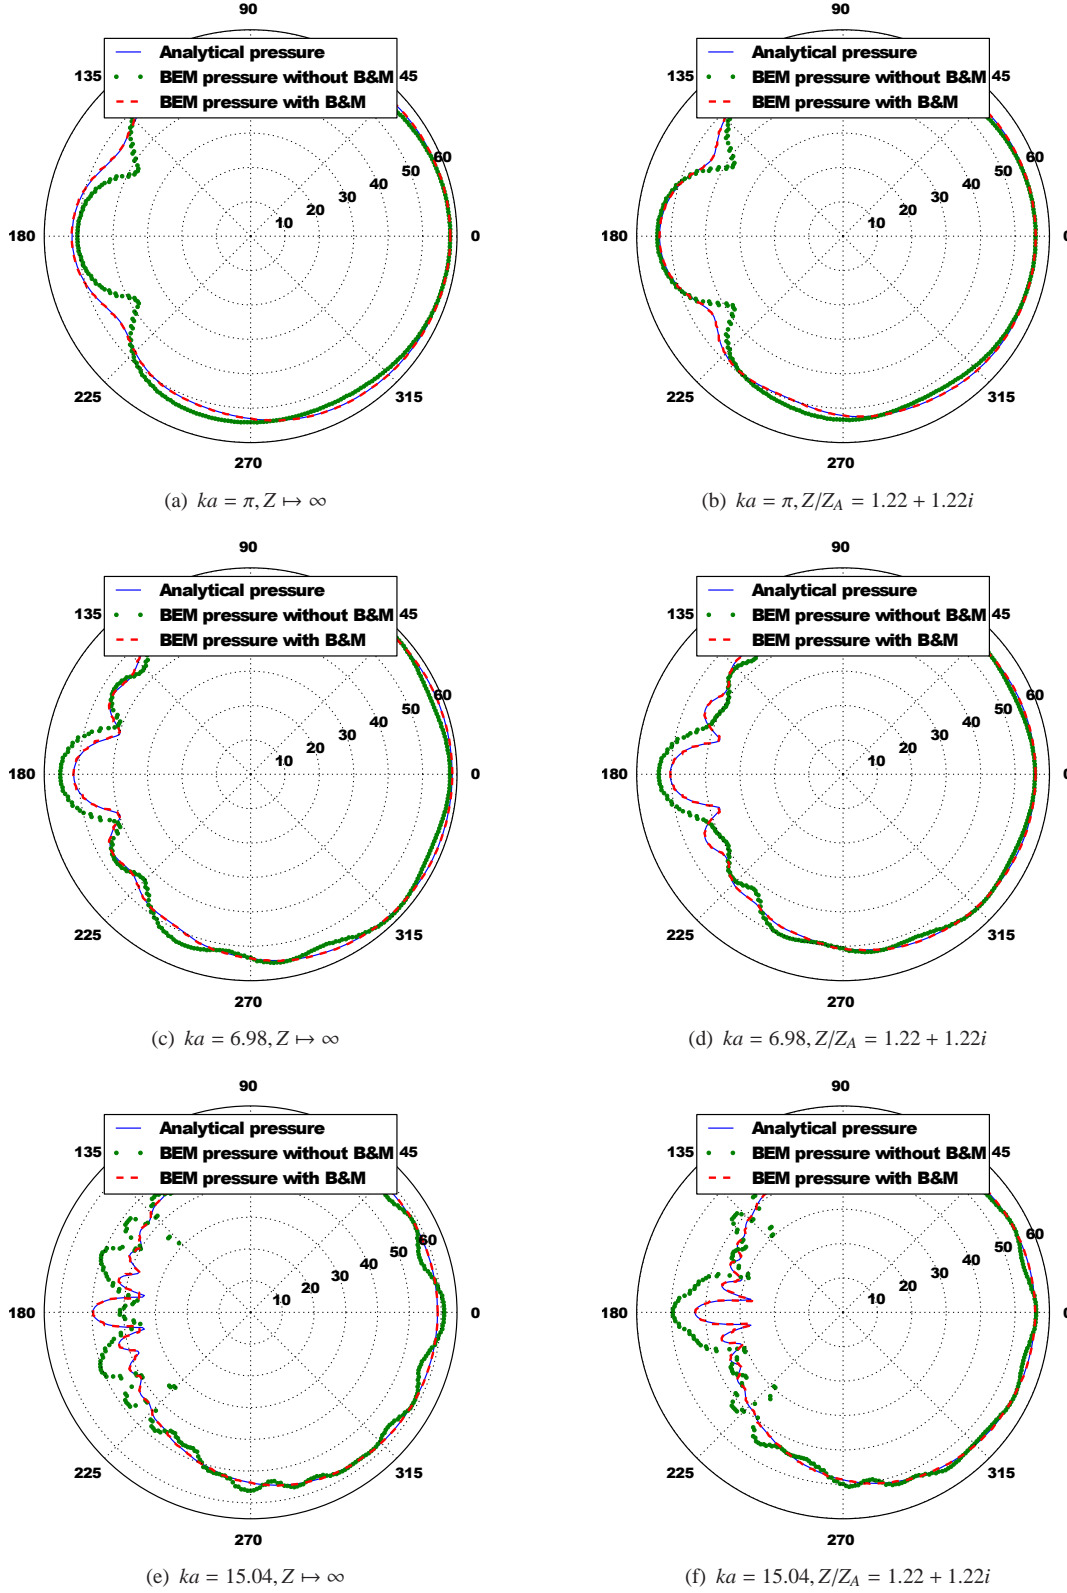 90 90
Analytical pressure Analytical pressure
135 BEM pressure without B&M 45 135 BEM pressure without B&M 45
BEM pressure with B&M BEM pressure with B&M
60 60
50 50
40 40
30 30
20 20
10 10
180 0 180 0
225 315 225 315
270 270
(a) ka = π, Z ↦ ∞ (b) ka = π, Z/Z_A = 1.22 + 1.22i
90 90
Analytical pressure Analytical pressure
135 BEM pressure without B&M 45 135 BEM pressure without B&M 45
BEM pressure with B&M BEM pressure with B&M
60 60
50 50
40 40
30 30
20 20
10 10
180 0 180 0
225 315 225 315
270 270
(c) ka = 6.98, Z ↦ ∞ (d) ka = 6.98, Z/Z_A = 1.22 + 1.22i
90 90
Analytical pressure Analytical pressure
135 BEM pressure without B&M 45 135 BEM pressure without B&M 45
BEM pressure with B&M BEM pressure with B&M
60 60
50 50
40 40
30 30
20 20
10 10
180 0 180 0
225 315 225 315
270 270
(e) ka = 15.04, Z ↦ ∞ (f) ka = 15.04, Z/Z_A = 1.22 + 1.22i